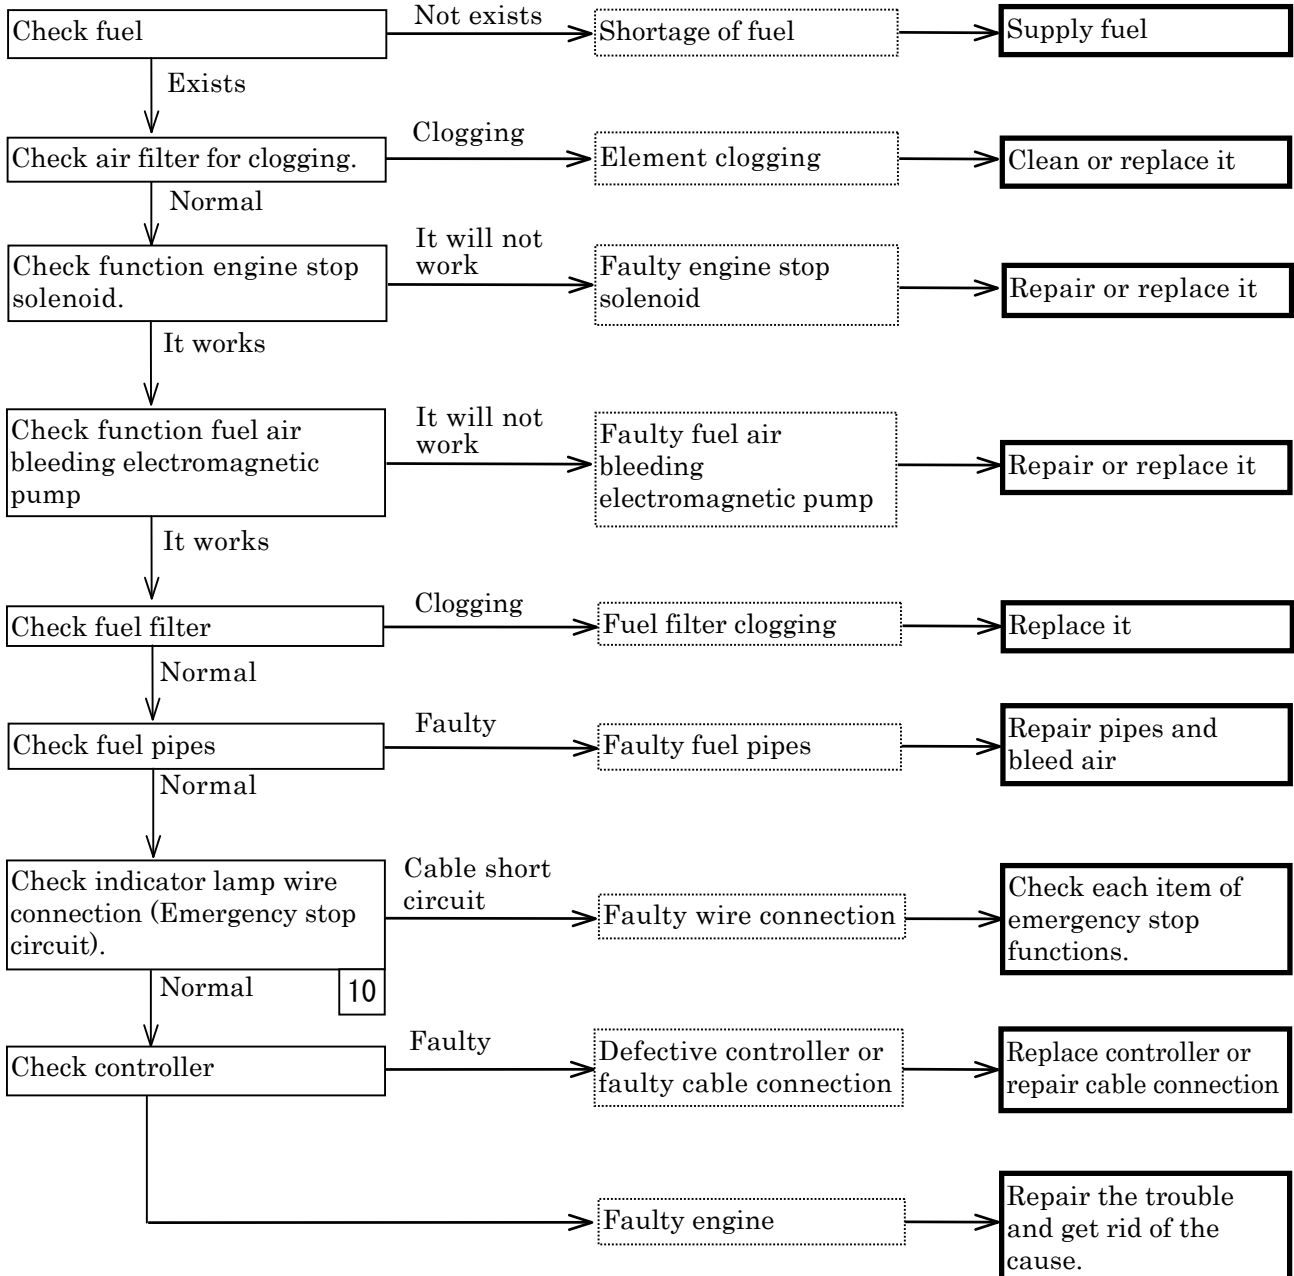 Check fuel
Not exists
Shortage of fuel
Supply fuel
Exists
Check air filter for clogging.
Clogging
Element clogging
Clean or replace it
Normal
Check function engine stop
solenoid.
It will not
work
Faulty engine stop
solenoid
Repair or replace it
It works
Check function fuel air
bleeding electromagnetic
pump
It will not
work
Faulty fuel air
bleeding
electromagnetic pump
Repair or replace it
It works
Check fuel filter
Clogging
Fuel filter clogging
Replace it
Normal
Check fuel pipes
Faulty
Faulty fuel pipes
Repair pipes and
bleed air
Normal
Check indicator lamp wire
connection (Emergency stop
circuit).
Cable short
circuit
Faulty wire connection
Check each item of
emergency stop
functions.
Normal
10
Check controller
Faulty
Defective controller or
faulty cable connection
Replace controller or
repair cable connection
Faulty engine
Repair the trouble
and get rid of the
cause.